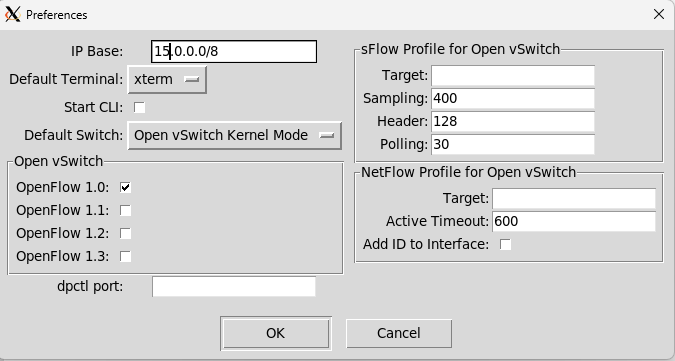 Preferences
IP Base: 15.0.0.0/8
Default Terminal: xterm
Start CLI:
Default Switch: Open vSwitch Kernel Mode
Open vSwitch
OpenFlow 1.0:
OpenFlow 1.1:
OpenFlow 1.2:
OpenFlow 1.3:
dpctl port:
sFlow Profile for Open vSwitch
Target:
Sampling: 400
Header: 128
Polling: 30
NetFlow Profile for Open vSwitch
Target:
Active Timeout: 600
Add ID to Interface:
OK
Cancel